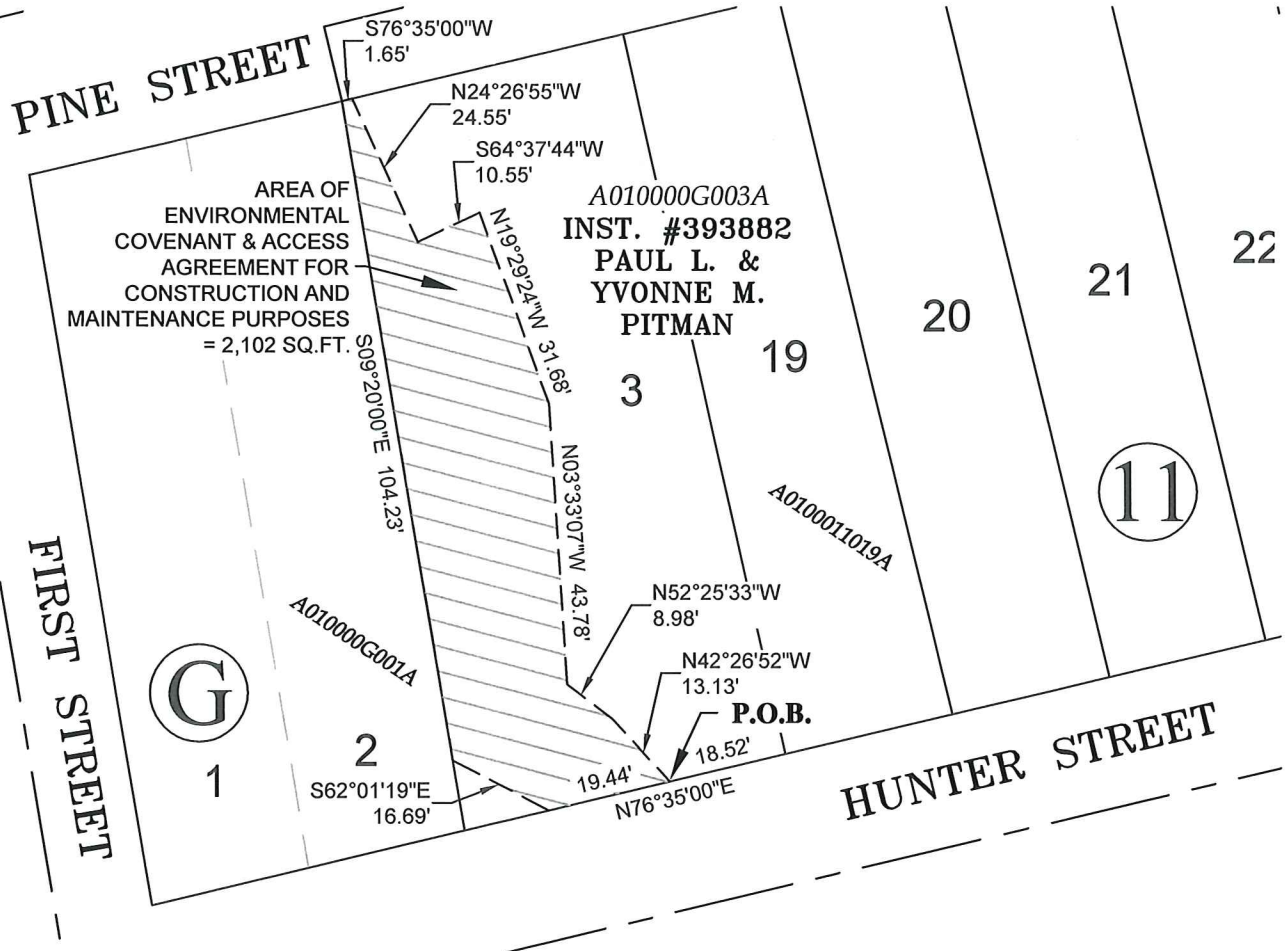 PINE STREET
S76°35'00"W
1.65'
N24°26'55"W
24.55'
S64°37'44"W
10.55'
AREA OF
ENVIRONMENTAL
COVENANT & ACCESS
AGREEMENT FOR
CONSTRUCTION AND
MAINTENANCE PURPOSES
= 2,102 SQ.FT.
A010000G003A
INST. #393882
PAUL L. &
YVONNE M.
PITMAN
N19°29'24"W 31.68'
S09°20'00"E 104.23'
3
19
20
21
22
11
N03°33'07"W 43.78'
A0100011019A
FIRST STREET
A010000G001A
G
1
2
N52°25'33"W
8.98'
N42°26'52"W
13.13'
P.O.B.
18.52'
19.44'
N76°35'00"E
S62°01'19"E
16.69'
HUNTER STREET